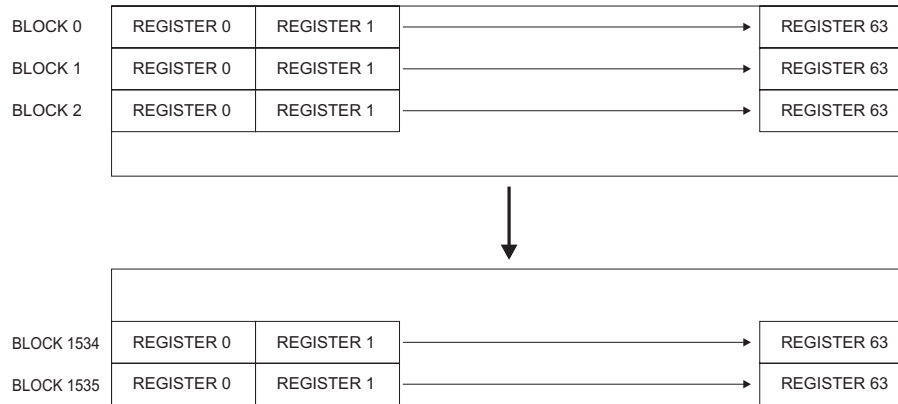 BLOCK 0 REGISTER 0 REGISTER 1 REGISTER 63
BLOCK 1 REGISTER 0 REGISTER 1 REGISTER 63
BLOCK 2 REGISTER 0 REGISTER 1 REGISTER 63
BLOCK 1534 REGISTER 0 REGISTER 1 REGISTER 63
BLOCK 1535 REGISTER 0 REGISTER 1 REGISTER 63